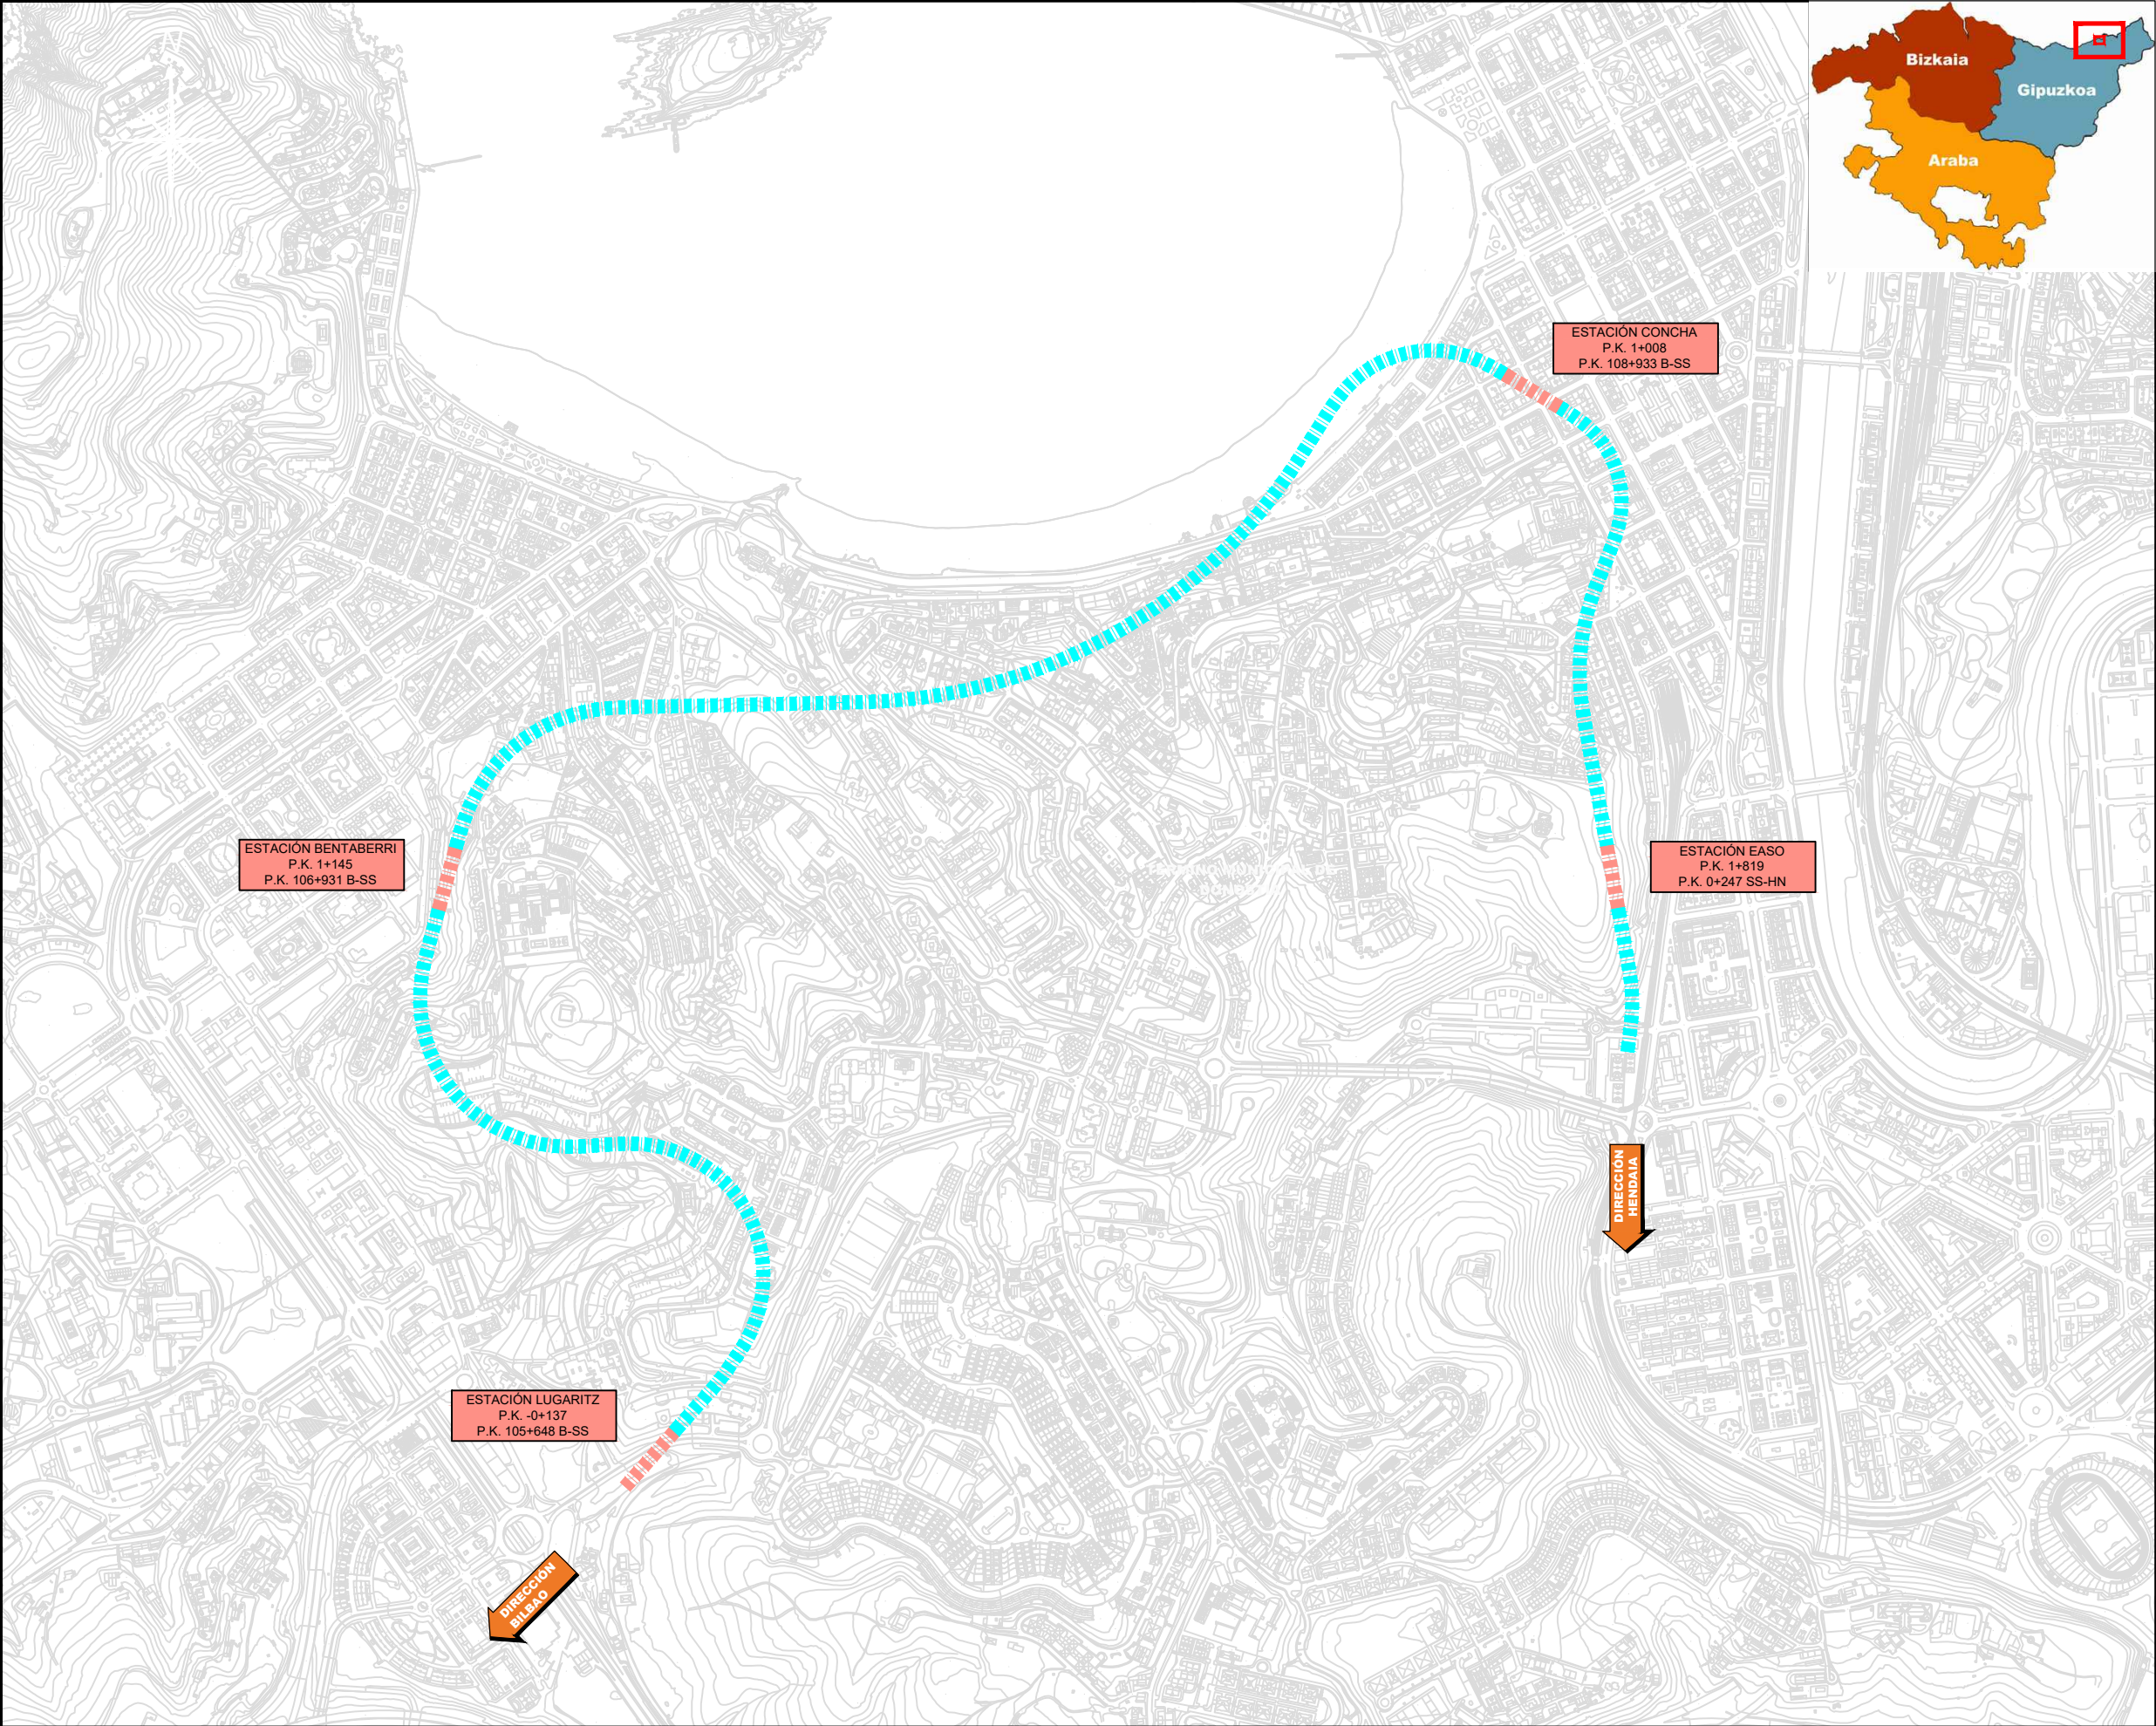 Bizkaia
Gipuzkoa
Araba
ESTACIÓN CONCHA
P.K. 1+008
P.K. 108+933 B-SS
ESTACIÓN BENTABERRI
P.K. 1+145
P.K. 106+931 B-SS
ESTACIÓN EASO
P.K. 1+819
P.K. 0+247 SS-HN
DIRECCIÓN
HENDAIA
ESTACIÓN LUGARITZ
P.K. -0+137
P.K. 105+648 B-SS
DIRECCIÓN
BILBAO